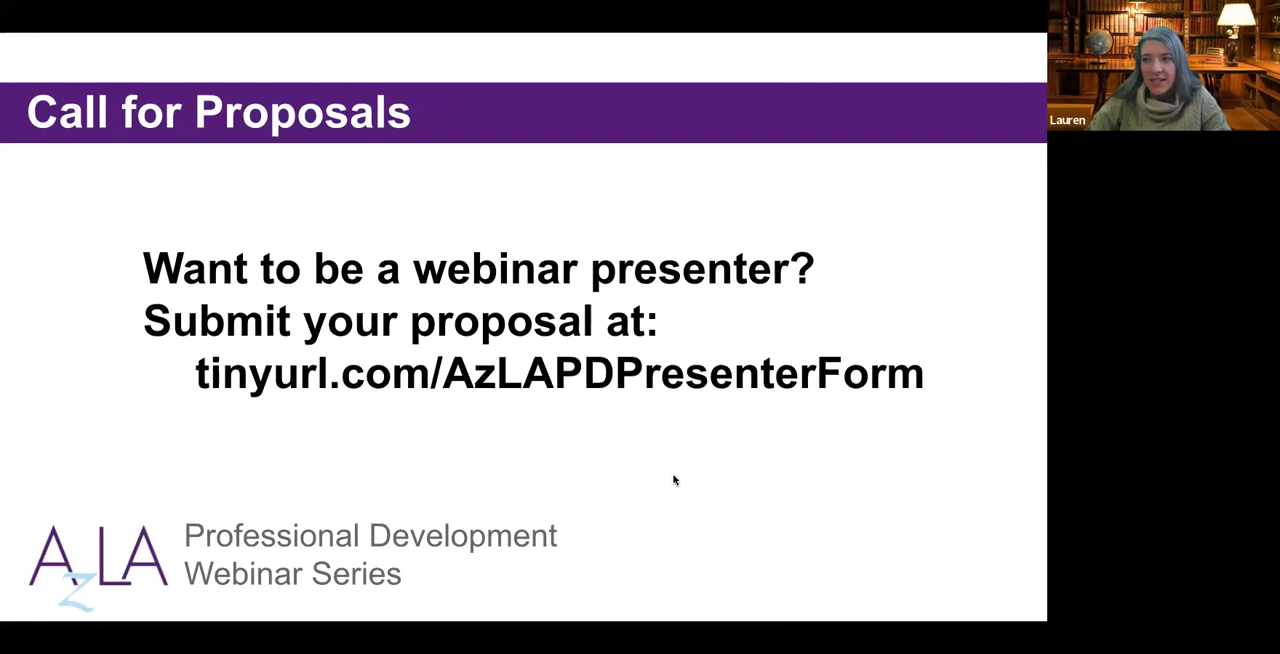 Call for Proposals
Lauren
Want to be a webinar presenter?
Submit your proposal at:
tinyurl.com/AzLAPDPresenterForm
AzLA
Professional Development
Webinar Series